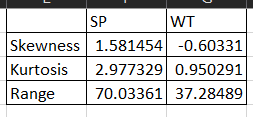 SP WT
Skewness 1.581454 -0.60331
Kurtosis 2.977329 0.950291
Range 70.03361 37.28489